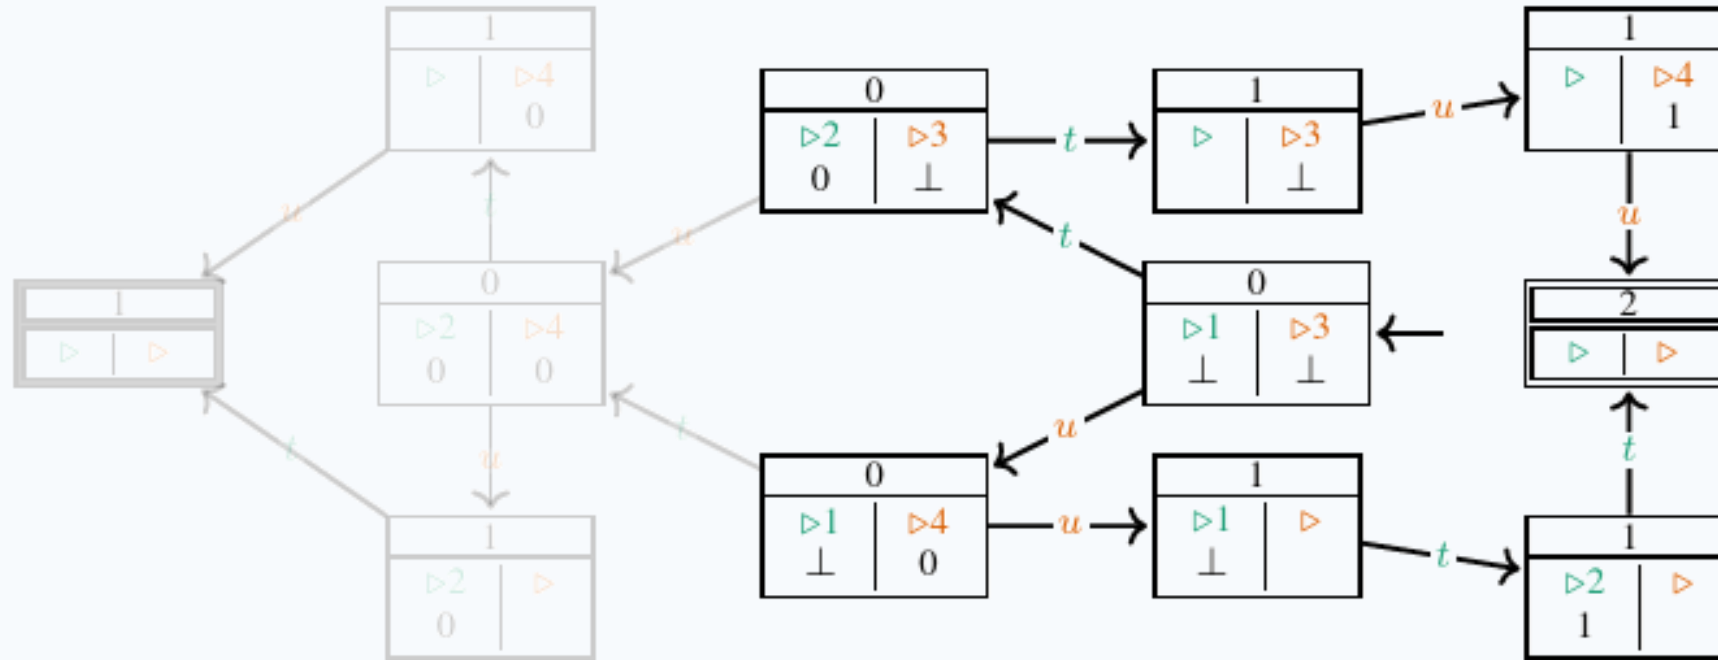 1
▷ ▷4
0
1
▷ ▷4
1
0
▷2 ▷3
0 ⊥
t
1
▷ ▷3
⊥
u
u
t
u
t
u
1
▷ ▷
0
▷2 ▷4
0 0
0
▷1 ▷3
⊥ ⊥
2
▷ ▷
t
u
t
u
t
0
▷1 ▷4
⊥ 0
u
1
▷1 ▷
⊥
t
1
▷2 ▷
0
1
▷2 ▷
1